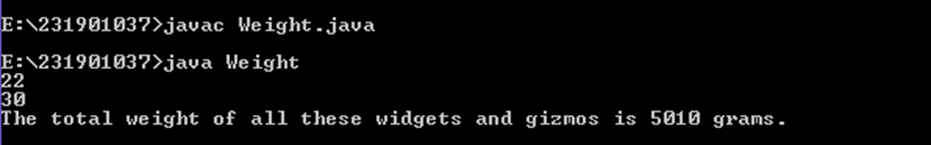 E:\231901037>javac Weight.java
E:\231901037>java Weight
22
30
The total weight of all these widgets and gizmos is 5010 grams.